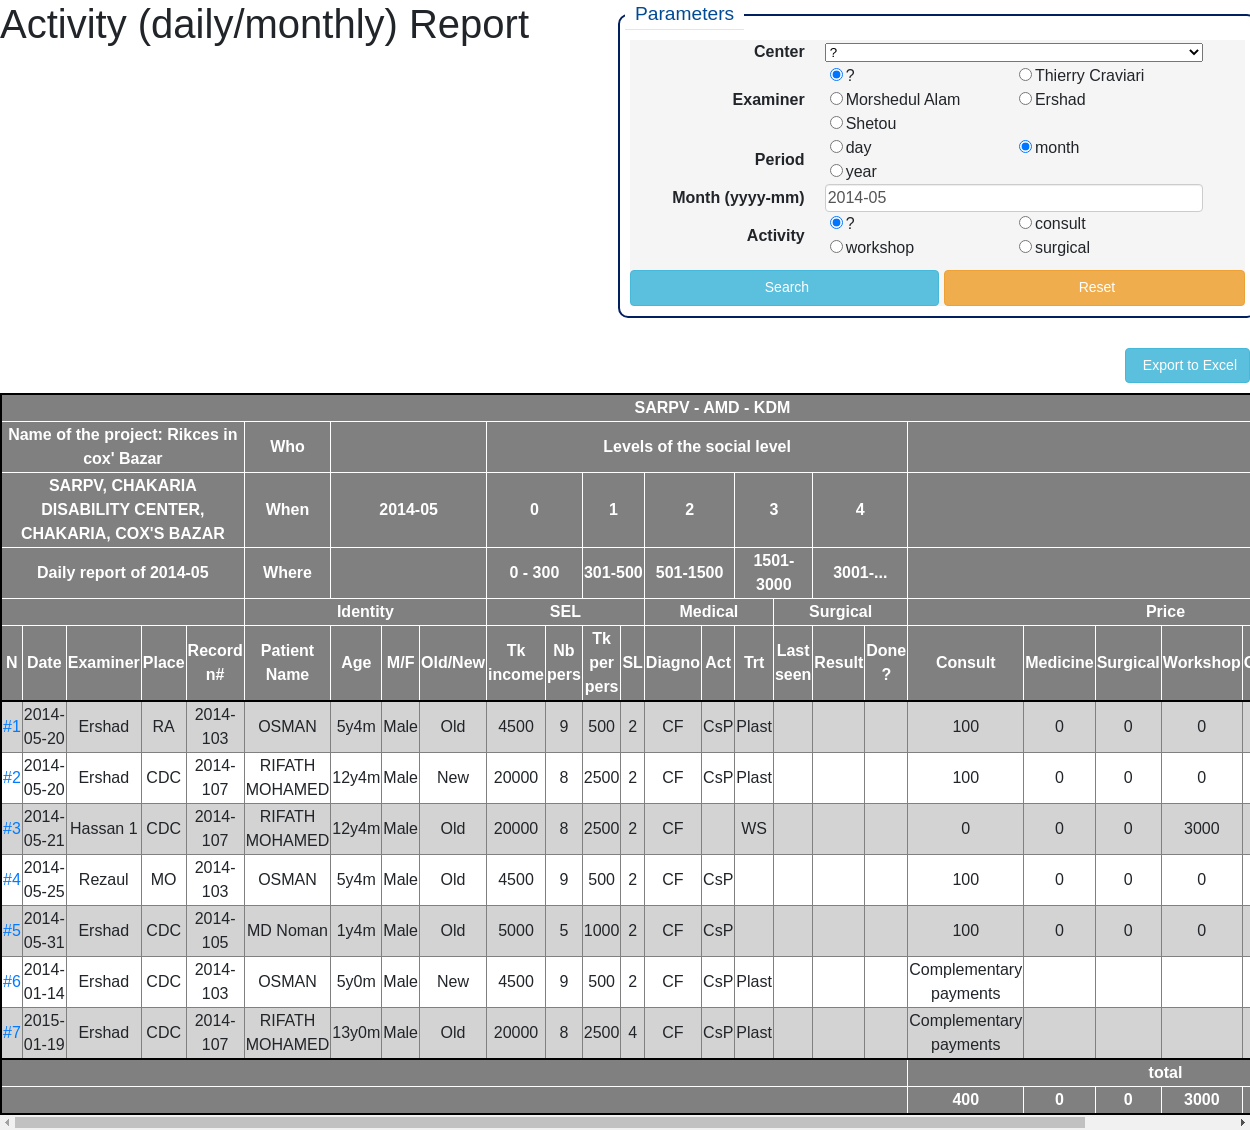 Activity (daily/monthly) Report
Parameters
Center ?
? Thierry Craviari
Examiner Morshedul Alam Ershad
Shetou
day month
Period
year
Month (yyyy-mm) 2014-05
? consult
Activity
workshop surgical
Search Reset
Export to Excel
SARPV - AMD - KDM
Name of the project: Rikces in cox' Bazar Who Levels of the social level
SARPV, CHAKARIA DISABILITY CENTER, CHAKARIA, COX'S BAZAR When 2014-05 0 1 2 3 4
Daily report of 2014-05 Where 0 - 300 301-500 501-1500 1501-3000 3001-...
Identity SEL Medical Surgical Price
N Date Examiner Place Record n# Patient Name Age M/F Old/New Tk income Nb pers Tk per pers SL Diagno Act Trt Last seen Result Done ? Consult Medicine Surgical Workshop
#1 2014-05-20 Ershad RA 2014-103 OSMAN 5y4m Male Old 4500 9 500 2 CF CsP Plast 100 0 0 0
#2 2014-05-20 Ershad CDC 2014-107 RIFATH MOHAMED 12y4m Male New 20000 8 2500 2 CF CsP Plast 100 0 0 0
#3 2014-05-21 Hassan 1 CDC 2014-107 RIFATH MOHAMED 12y4m Male Old 20000 8 2500 2 CF WS 0 0 0 3000
#4 2014-05-25 Rezaul MO 2014-103 OSMAN 5y4m Male Old 4500 9 500 2 CF CsP 100 0 0 0
#5 2014-05-31 Ershad CDC 2014-105 MD Noman 1y4m Male Old 5000 5 1000 2 CF CsP 100 0 0 0
#6 2014-01-14 Ershad CDC 2014-103 OSMAN 5y0m Male New 4500 9 500 2 CF CsP Plast Complementary payments
#7 2015-01-19 Ershad CDC 2014-107 RIFATH MOHAMED 13y0m Male Old 20000 8 2500 4 CF CsP Plast Complementary payments
total
400 0 0 3000